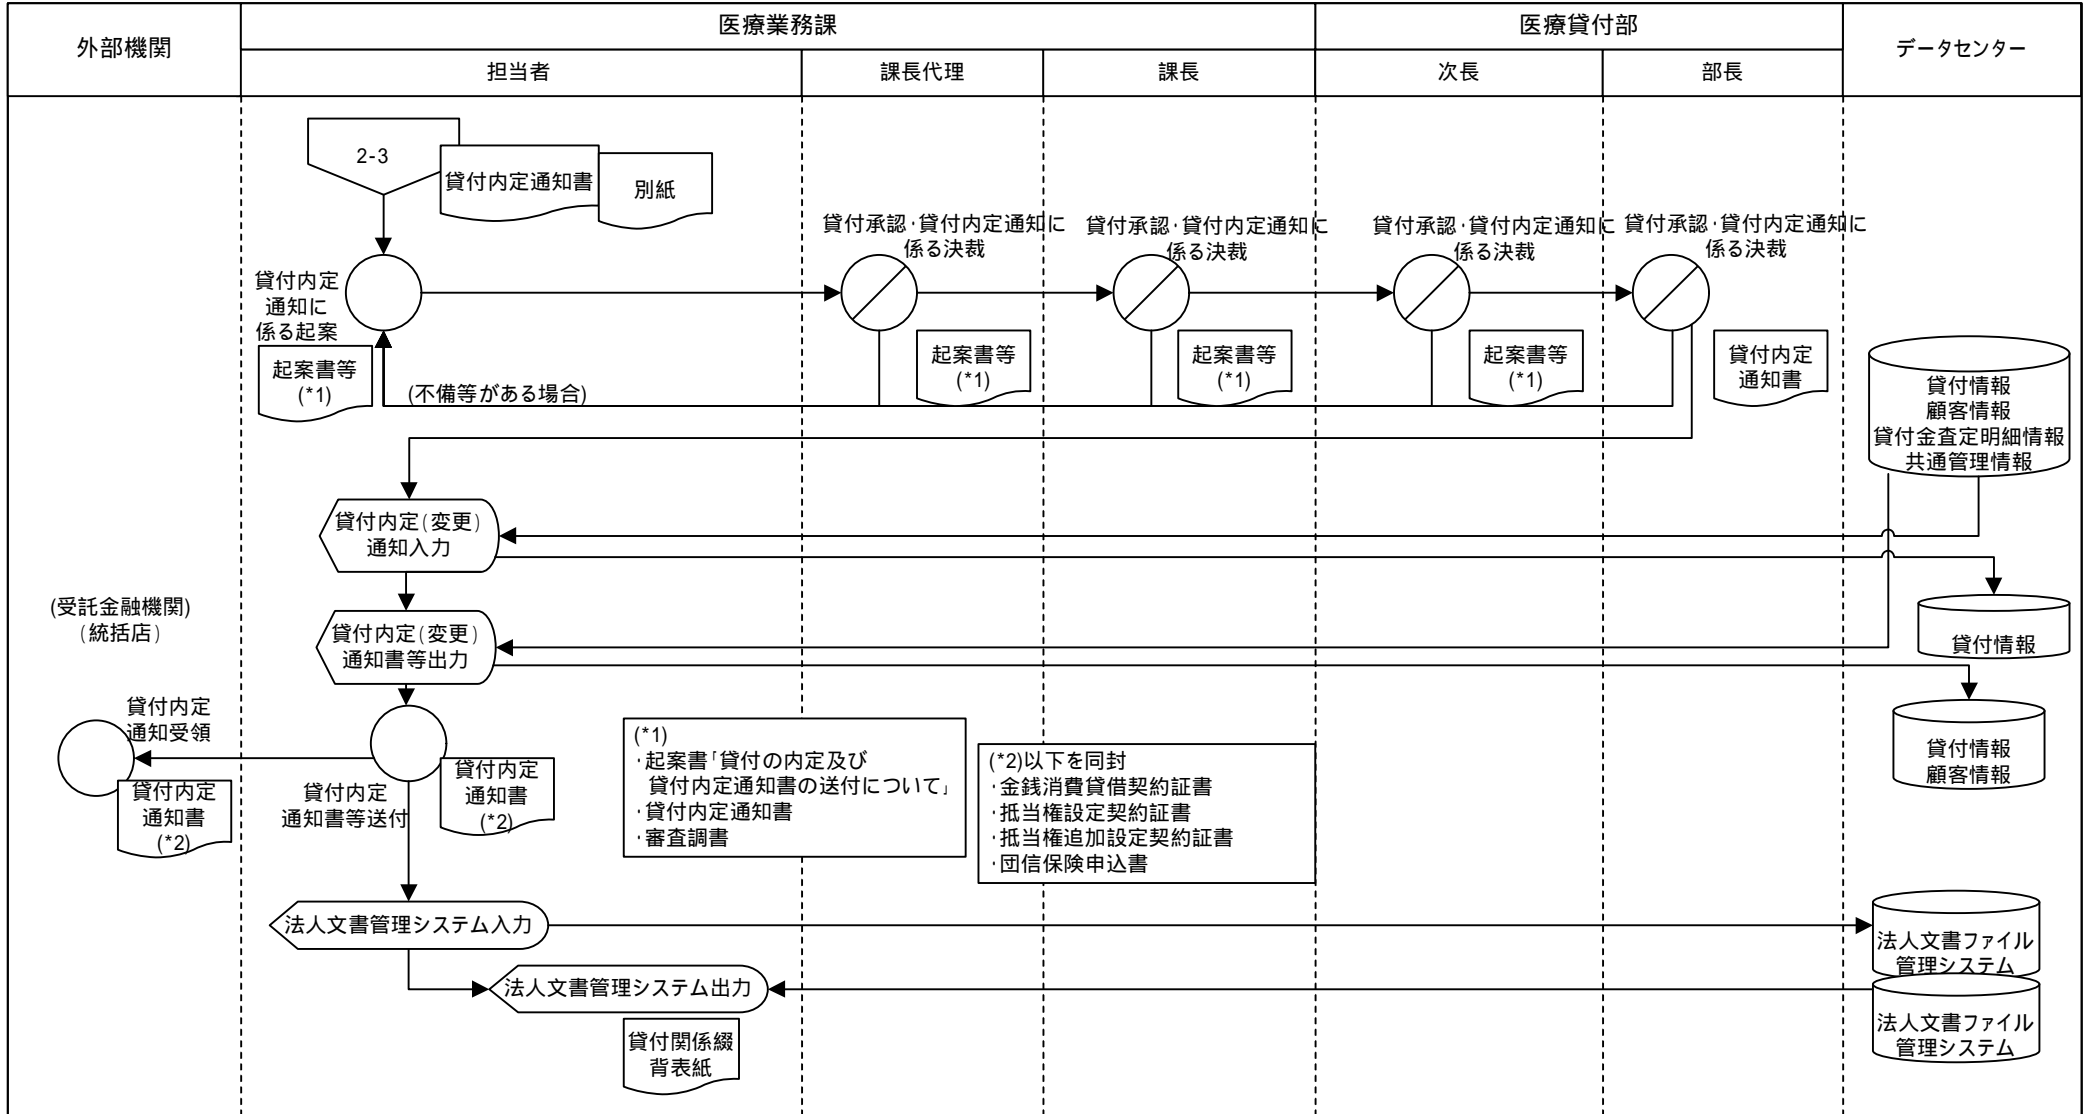 外部機関
医療業務課
医療貸付部
データセンター
担当者
課長代理
課長
次長
部長
2-3
貸付内定通知書
別紙
貸付内定
通知に
係る起案
起案書等
(*1)
(不備等がある場合)
貸付承認・貸付内定通知に
係る決裁
起案書等
(*1)
貸付承認・貸付内定通知に
係る決裁
起案書等
(*1)
貸付承認・貸付内定通知に
係る決裁
起案書等
(*1)
貸付承認・貸付内定通知に
係る決裁
貸付内定
通知書
貸付情報
顧客情報
貸付金査定明細情報
共通管理情報
貸付内定(変更)
通知入力
貸付情報
(受託金融機関)
(統括店)
貸付内定(変更)
通知書等出力
貸付情報
顧客情報
貸付内定
通知受領
貸付内定
通知書
(*2)
貸付内定
通知書等送付
貸付内定
通知書
(*2)
(*1)
・起案書「貸付の内定及び
貸付内定通知書の送付について」
・貸付内定通知書
・審査調書
(*2)以下を同封
・金銭消費貸借契約証書
・抵当権設定契約証書
・抵当権追加設定契約証書
・団信保険申込書
法人文書管理システム入力
法人文書ファイル
管理システム
法人文書管理システム出力
法人文書ファイル
管理システム
貸付関係綴
背表紙